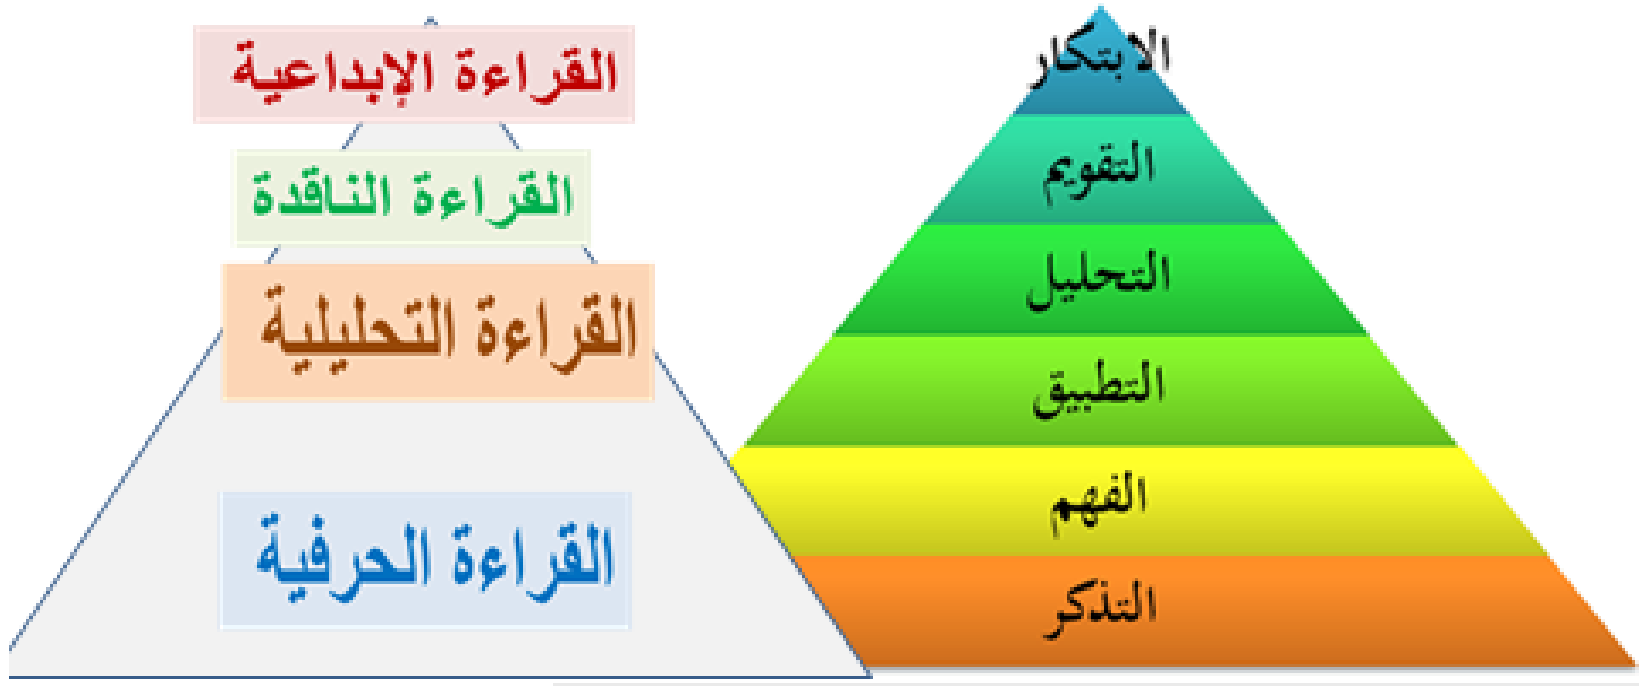 الابتكار
التقويم
التحليل
التطبيق
الفهم
التذكر
القراءة الإبداعية
القراءة الناقدة
القراءة التحليلية
القراءة الحرفية